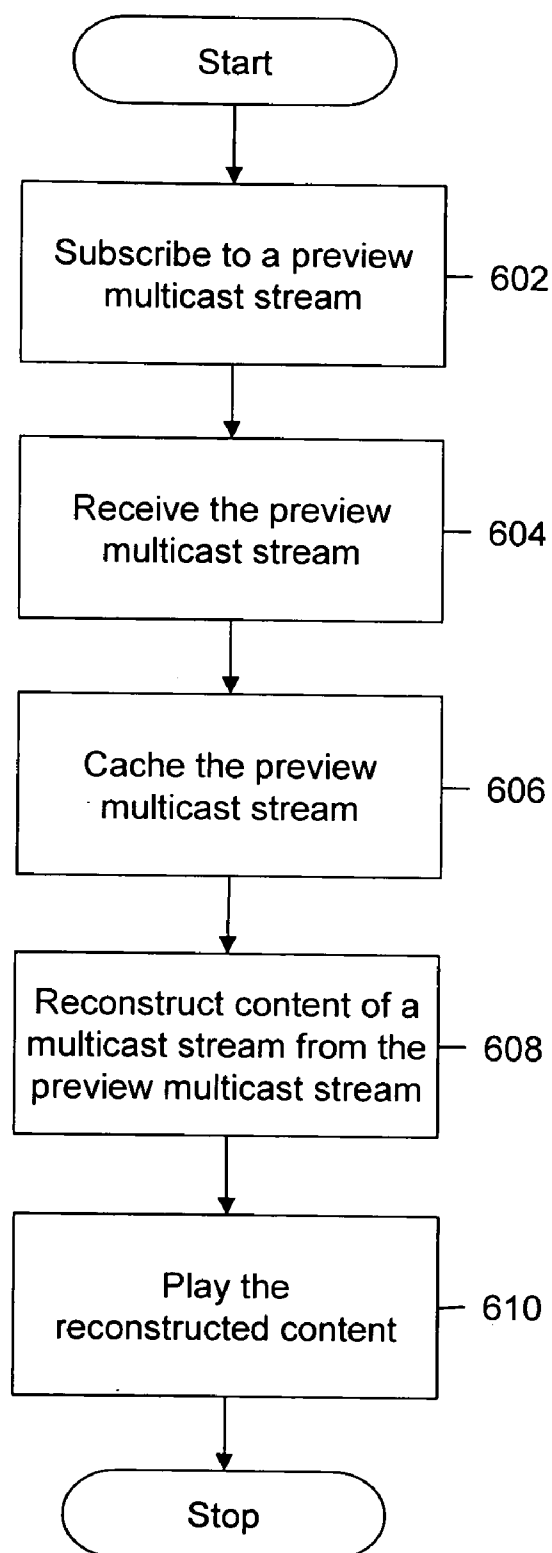 Start
Subscribe to a preview
multicast stream
602
Receive the preview
multicast stream
604
Cache the preview
multicast stream
606
Reconstruct content of a
multicast stream from the
preview multicast stream
608
Play the
reconstructed content
610
Stop